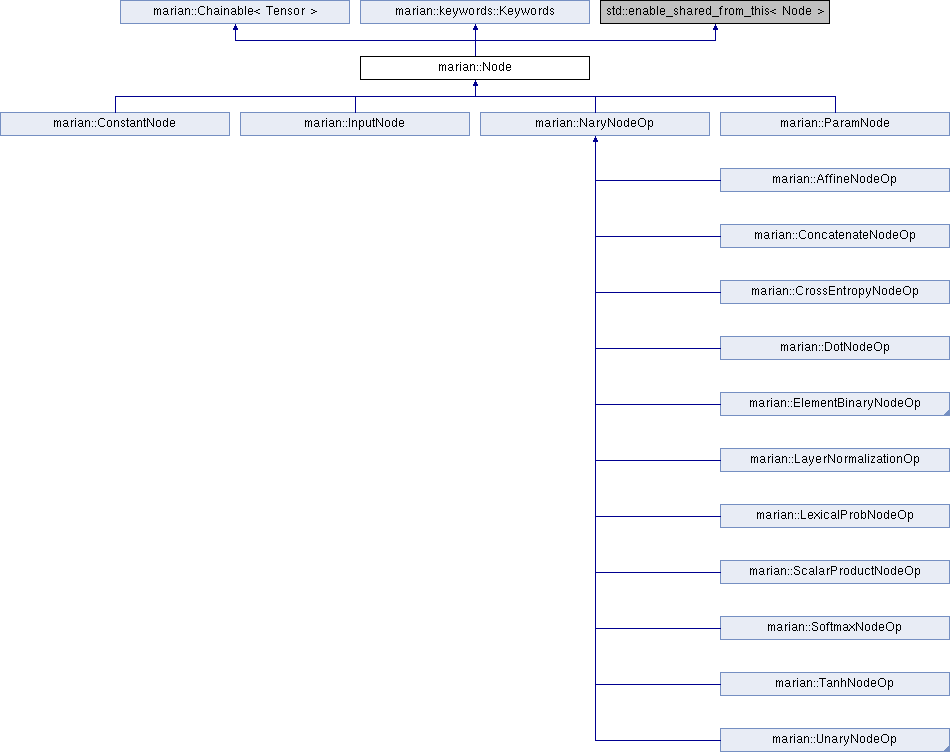 marian::Chainable< Tensor >
marian::keywords::Keywords
std::enable_shared_from_this< Node >
marian::Node
marian::ConstantNode
marian::InputNode
marian::NaryNodeOp
marian::ParamNode
marian::AffineNodeOp
marian::ConcatenateNodeOp
marian::CrossEntropyNodeOp
marian::DotNodeOp
marian::ElementBinaryNodeOp
marian::LayerNormalizationOp
marian::LexicalProbNodeOp
marian::ScalarProductNodeOp
marian::SoftmaxNodeOp
marian::TanhNodeOp
marian::UnaryNodeOp